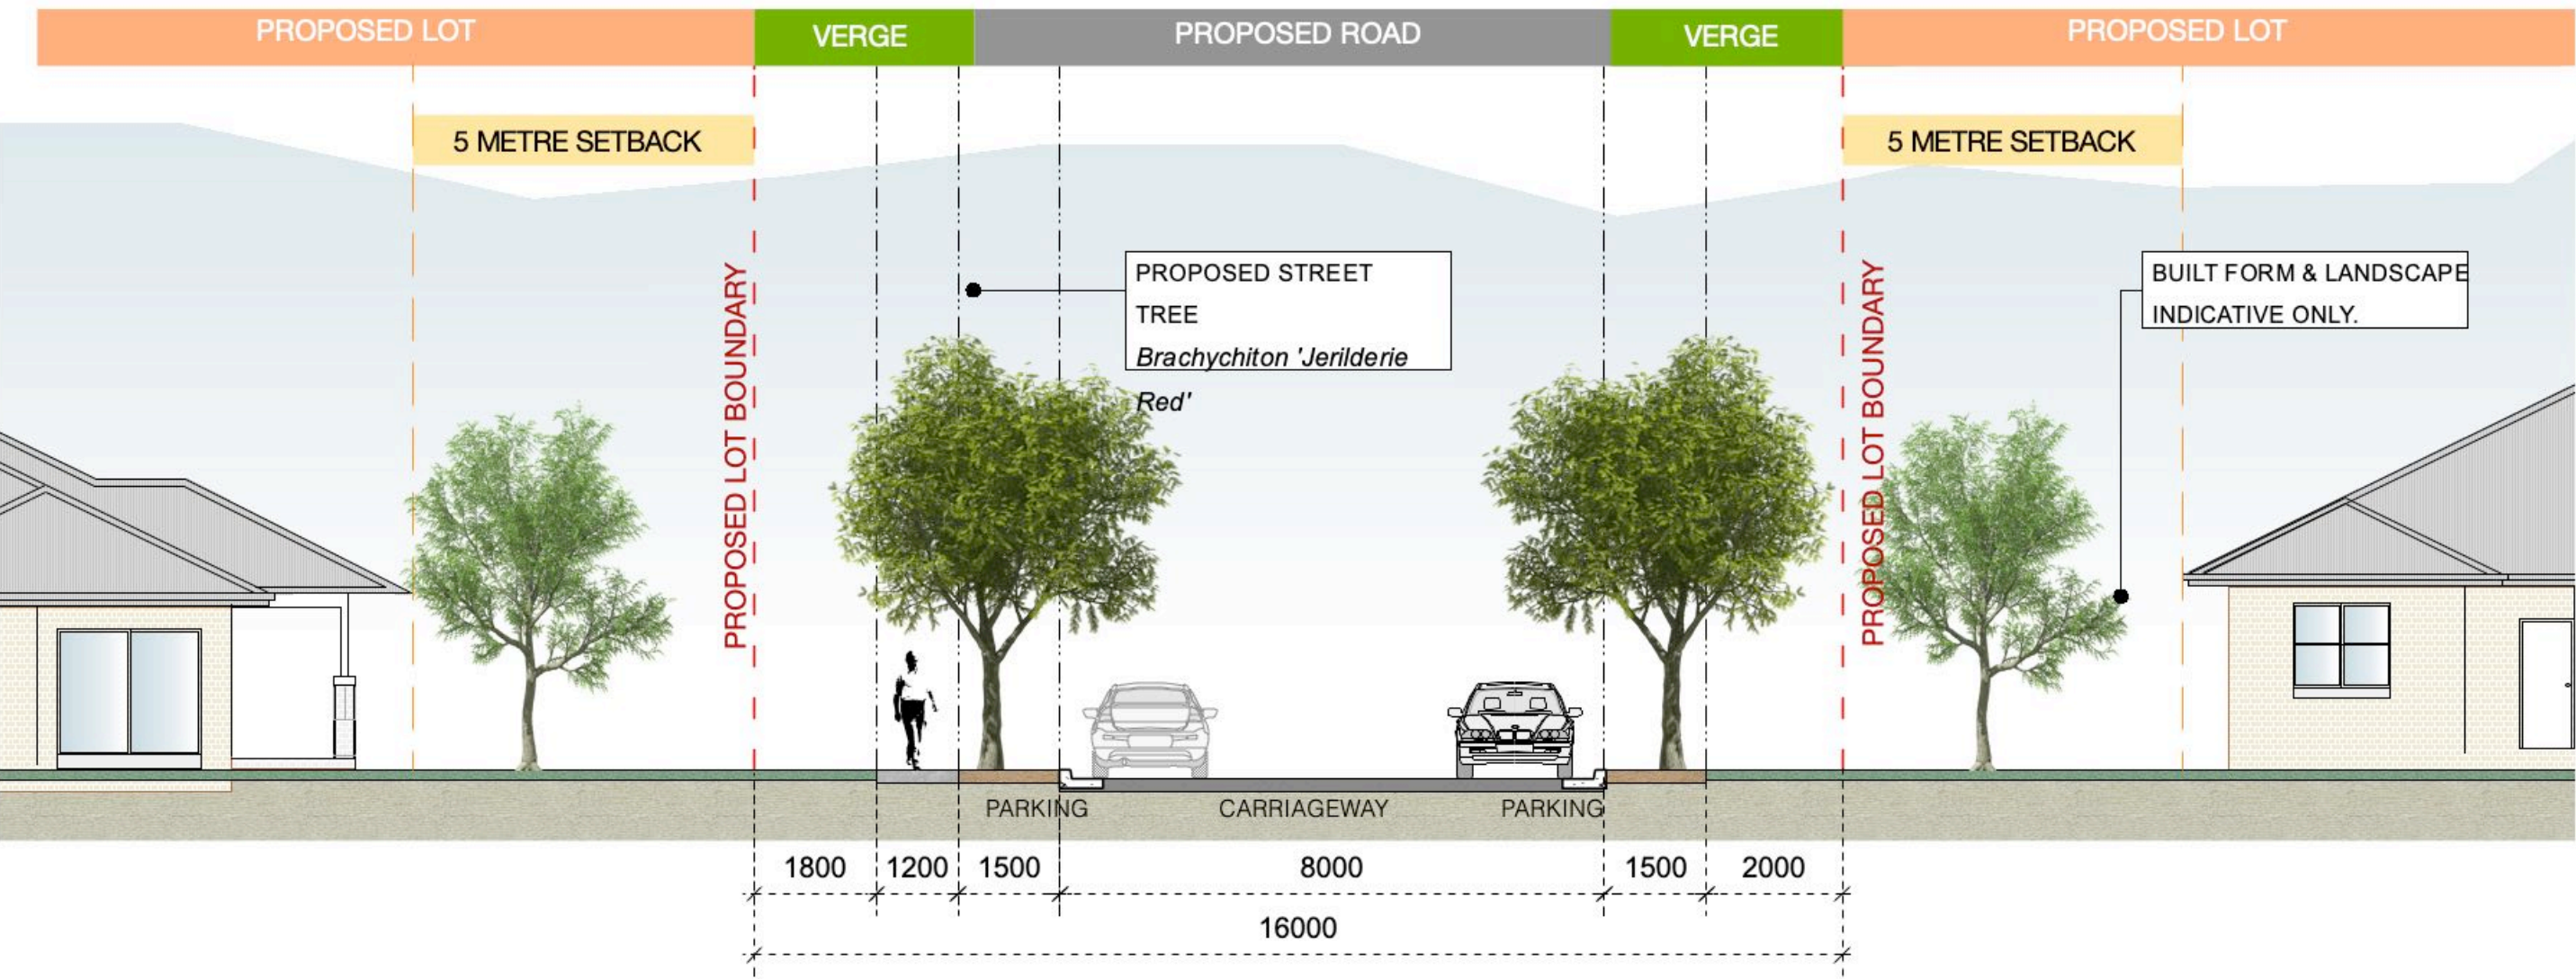 PROPOSED LOT
VERGE
PROPOSED ROAD
VERGE
PROPOSED LOT
5 METRE SETBACK
5 METRE SETBACK
PROPOSED LOT BOUNDARY
PROPOSED STREET
TREE
Brachychiton 'Jerilderie
Red'
PROPOSED LOT BOUNDARY
BUILT FORM & LANDSCAPE
INDICATIVE ONLY.
PARKING
CARRIAGEWAY
PARKING
1800
1200
1500
8000
1500
2000
16000